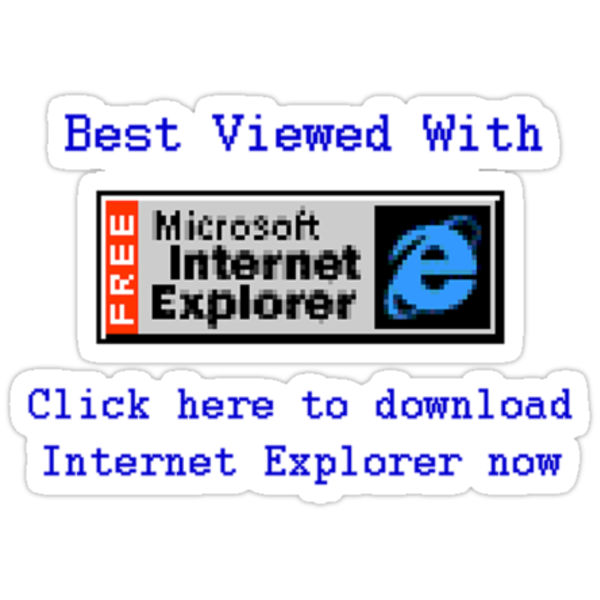 Best Viewed With
FREE
Microsoft
Internet
Explorer
Click here to download
Internet Explorer now